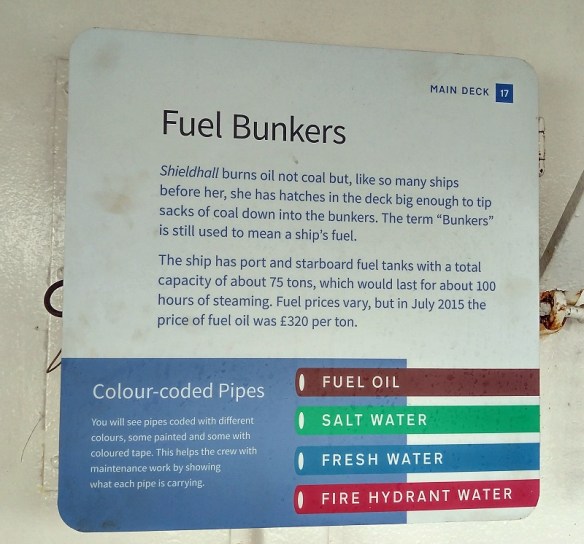 MAIN DECK 17
Fuel Bunkers
Shieldhall burns oil not coal but, like so many ships
before her, she has hatches in the deck big enough to tip
sacks of coal down into the bunkers. The term “Bunkers”
is still used to mean a ship’s fuel.
The ship has port and starboard fuel tanks with a total
capacity of about 75 tons, which would last for about 100
hours of steaming. Fuel prices vary, but in July 2015 the
price of fuel oil was £320 per ton.
Colour-coded Pipes
You will see pipes coded with different
colours, some painted and some with
coloured tape. This helps the crew with
maintenance work by showing
what each pipe is carrying.
FUEL OIL
SALT WATER
FRESH WATER
FIRE HYDRANT WATER